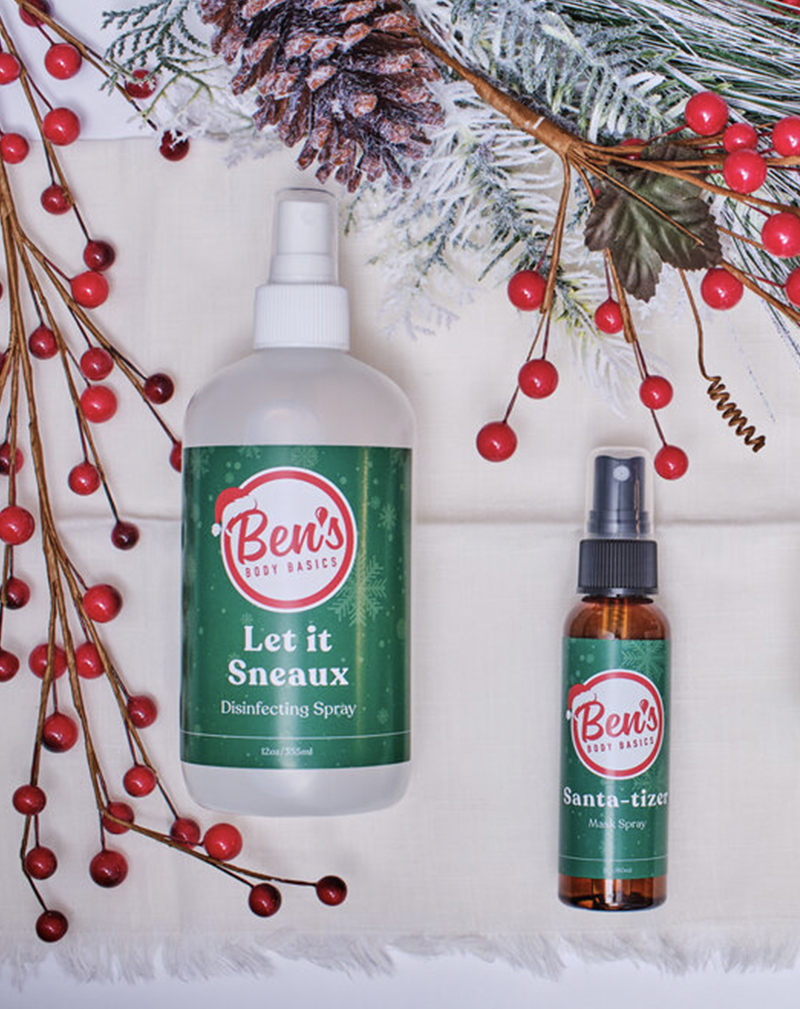 Ben's
BODY BASICS
Let it
Sneaux
Disinfecting Spray
12oz/355ml
Ben's
BODY BASICS
Santa-tizer
Mask Spray